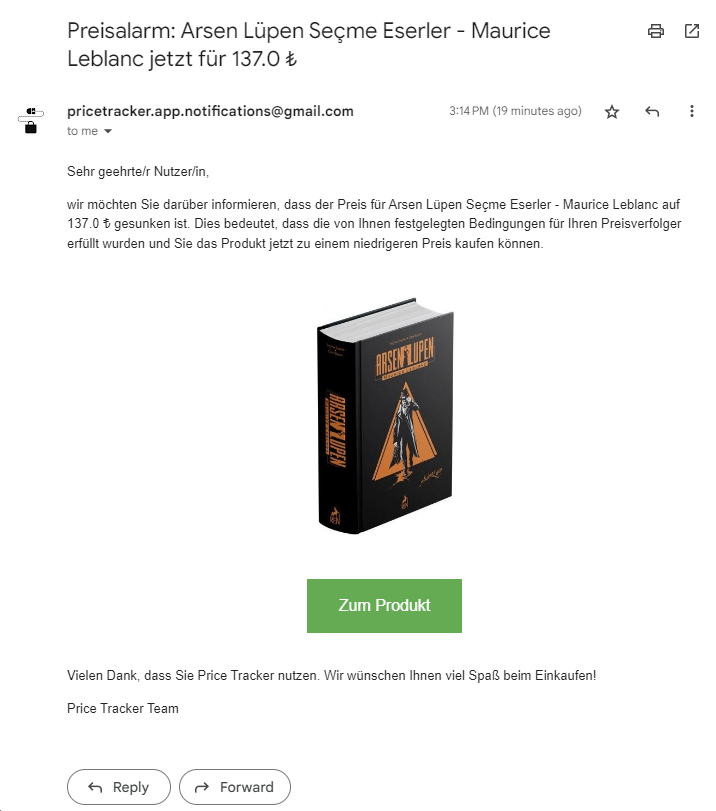 Preisalarm: Arsen Lüpen Seçme Eserler - Maurice
Leblanc jetzt für 137.0 ₺
pricetracker.app.notifications@gmail.com
3:14 PM (19 minutes ago)
to me
Sehr geehrte/r Nutzer/in,
wir möchten Sie darüber informieren, dass der Preis für Arsen Lüpen Seçme Eserler - Maurice Leblanc auf
137.0 ₺ gesunken ist. Dies bedeutet, dass die von Ihnen festgelegten Bedingungen für Ihren Preisverfolger
erfüllt wurden und Sie das Produkt jetzt zu einem niedrigeren Preis kaufen können.
ARSEN LUPEN
MAURICE LEBLANC
ARSEN LUPEN
Zum Produkt
Vielen Dank, dass Sie Price Tracker nutzen. Wir wünschen Ihnen viel Spaß beim Einkaufen!
Price Tracker Team
Reply
Forward